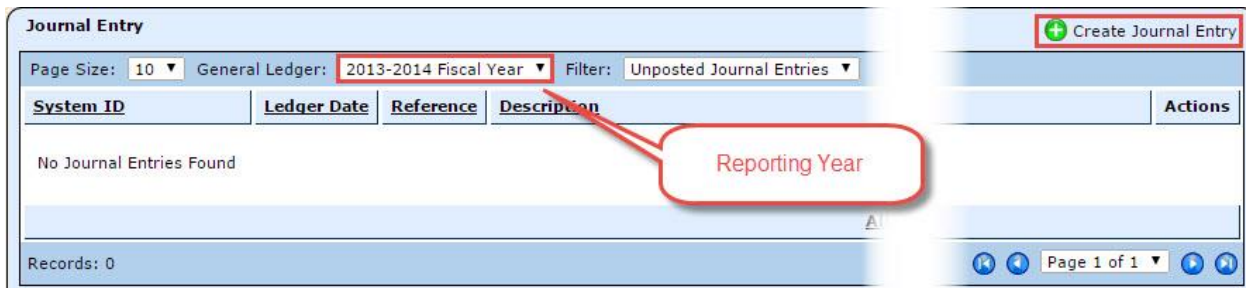 Journal Entry
Create Journal Entry
Page Size: 10 General Ledger: 2013-2014 Fiscal Year Filter: Unposted Journal Entries
System ID Ledger Date Reference Description Actions
No Journal Entries Found
Reporting Year
Records: 0
Page 1 of 1